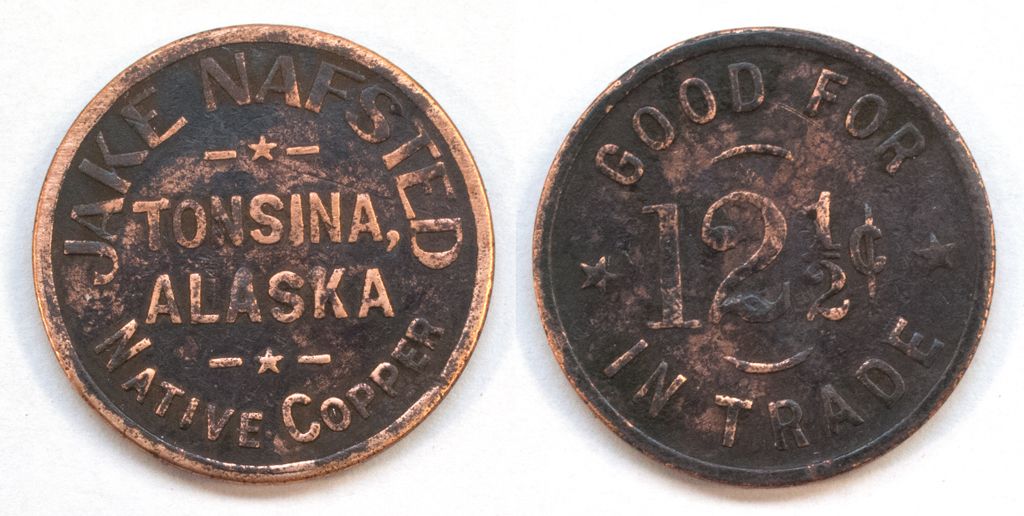 JAKE NAFSTED
TONSINA,
ALASKA
NATIVE COPPER
GOOD FOR
12½¢
IN TRADE